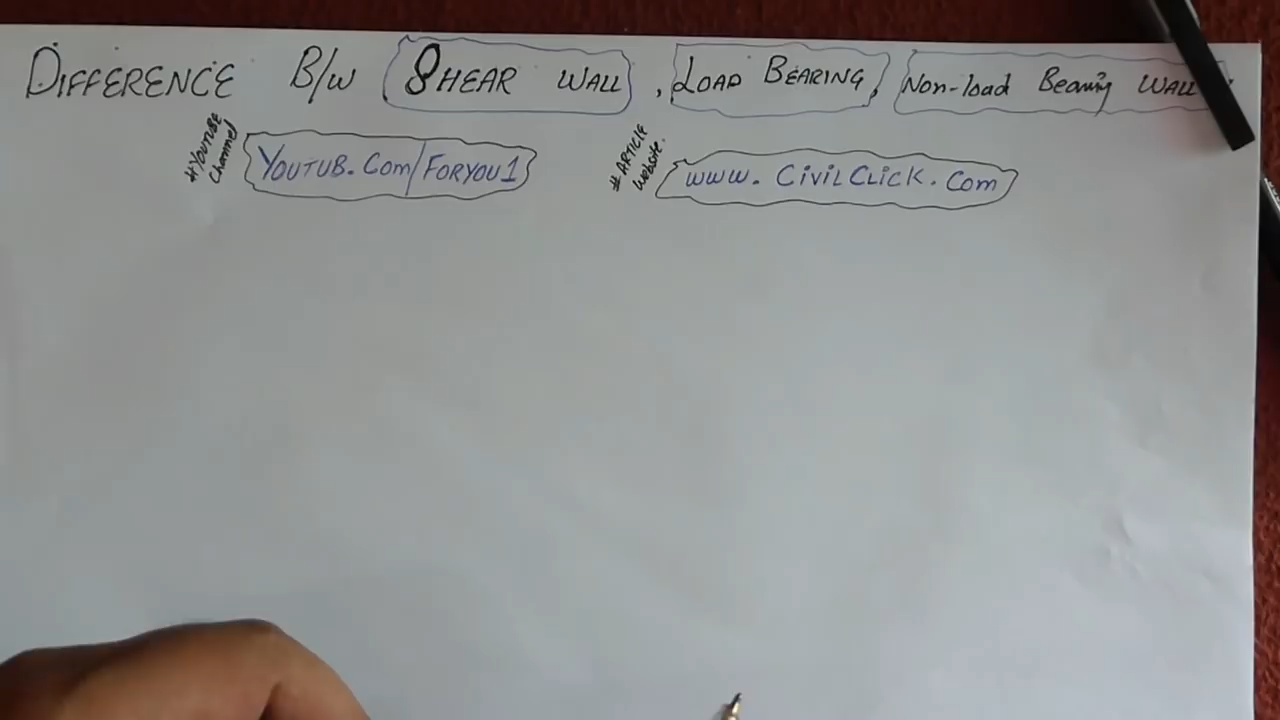 DIFFERENCE B/w SHEAR WALL, LOAD BEARING, Non-load Bearing WALL.
#YOUTUBE Channel YOUTUB.Com/FORYOU1 #ARTICLE Website. www.CiViLCLiCK.Com